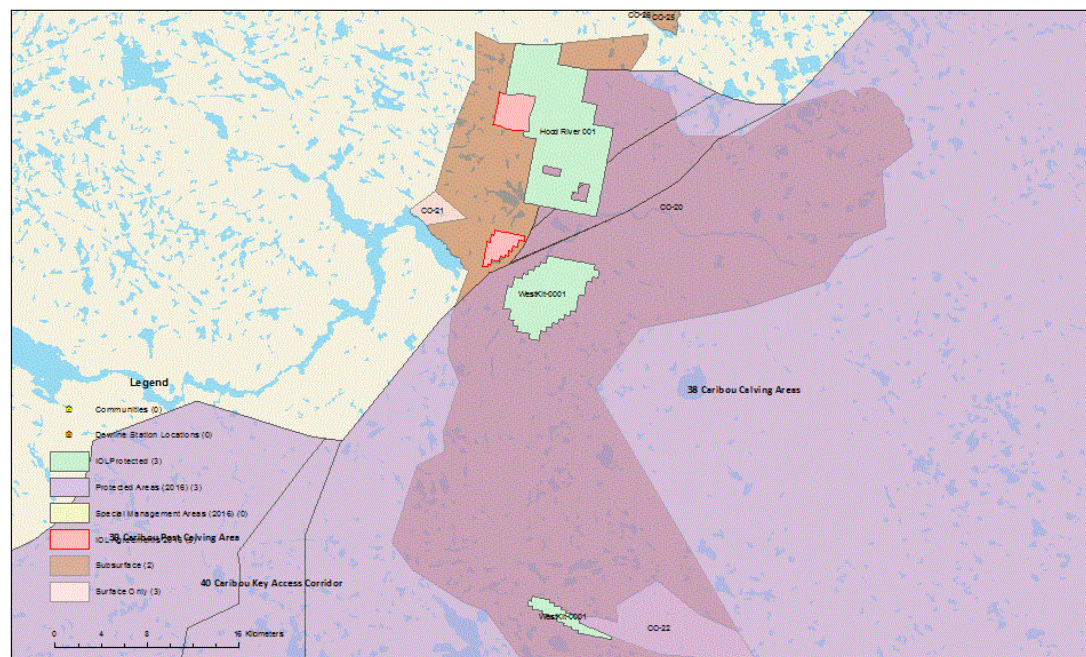 CO-26
CO-25
Hood River 001
CO-21
CO-20
WestKit-0001
38 Caribou Calving Areas
Legend
Communities (0)
Dewline Station Locations (0)
IOLProtected (3)
Protected Areas (2016) (3)
Special Management Areas (2016) (0)
Caribou Post Calving Area
Subsurface (2)
40 Caribou Key Access Corridor
Surface Only (3)
WestKit-0001
CO-22
0 4 8 16 Kilometers